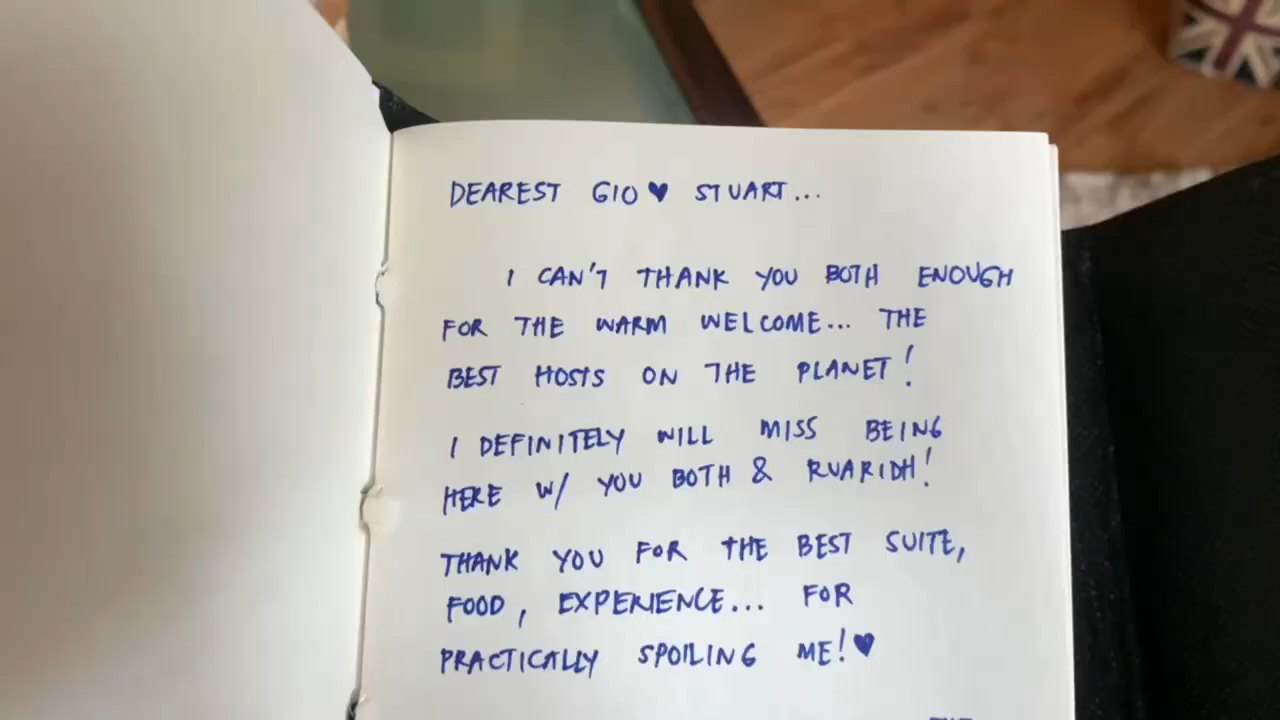 DEAREST GIO ♥ STUART...
I CAN'T THANK YOU BOTH ENOUGH
FOR THE WARM WELCOME... THE
BEST HOSTS ON THE PLANET!
I DEFINITELY WILL MISS BEING
HERE W/ YOU BOTH & RUARIDH!
THANK YOU FOR THE BEST SUITE,
FOOD, EXPERIENCE... FOR
PRACTICALLY SPOILING ME! ♥